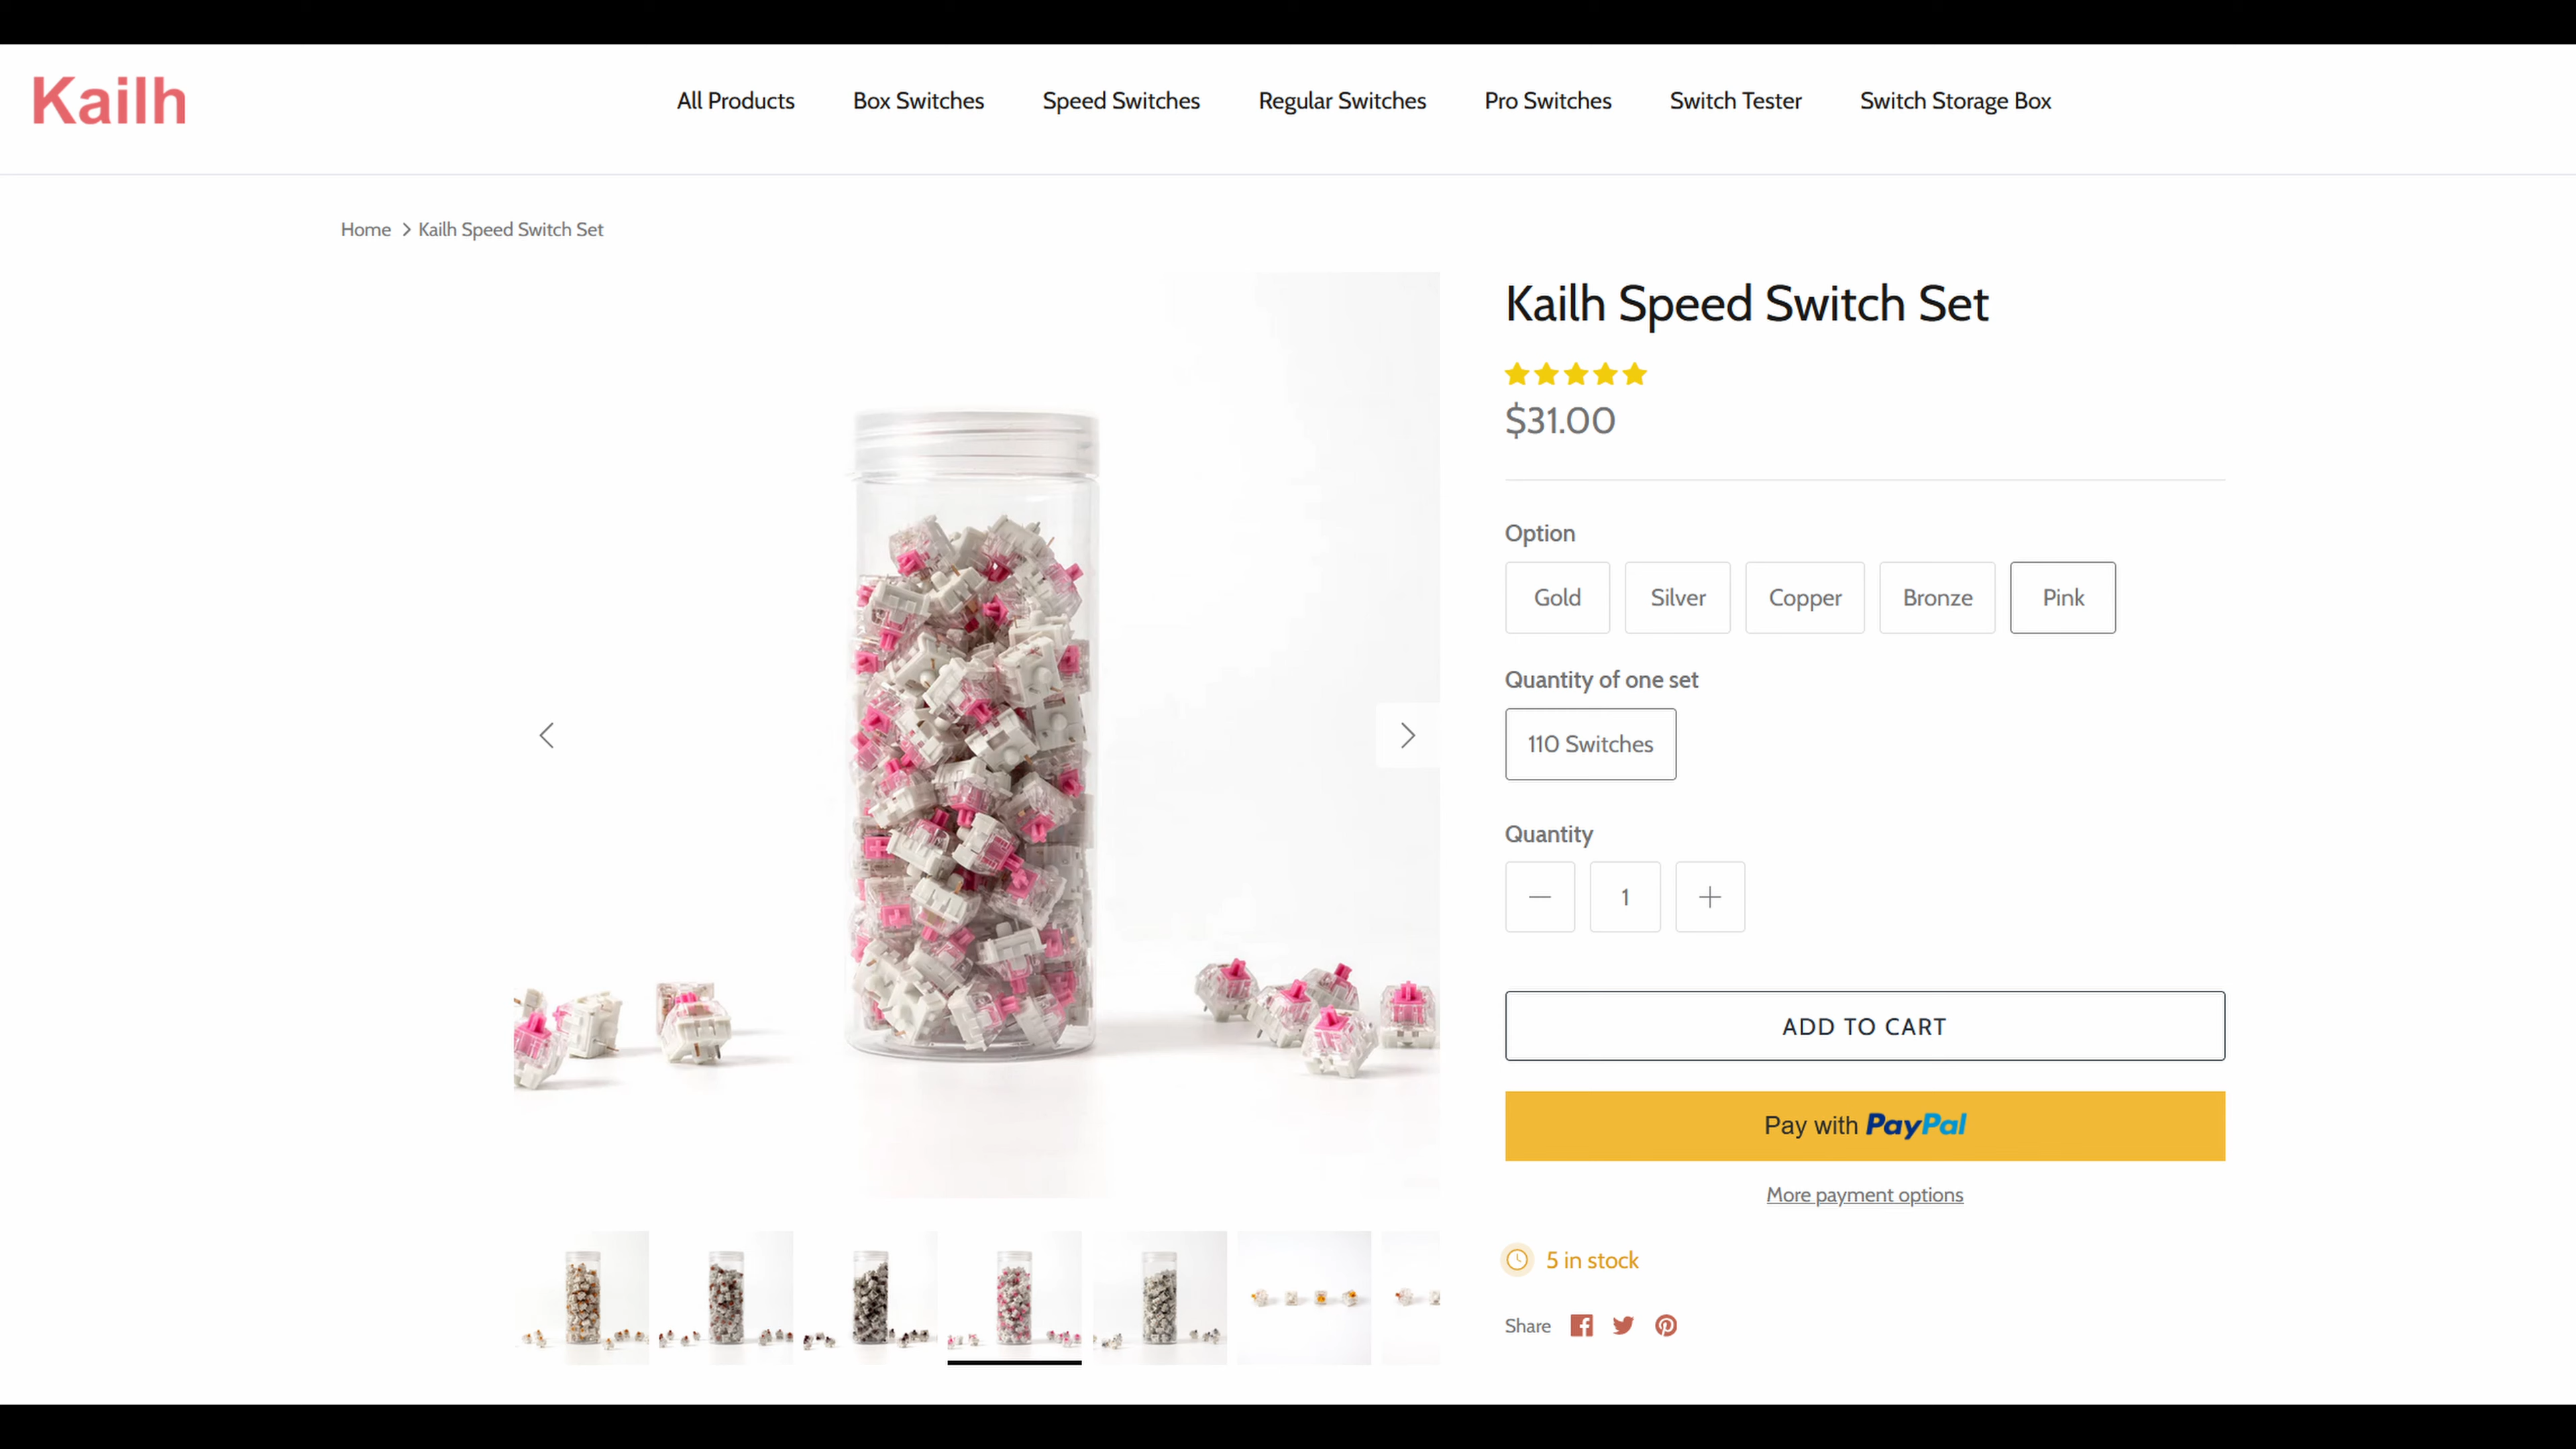 Kailh
All Products Box Switches Speed Switches Regular Switches Pro Switches Switch Tester Switch Storage Box
Home > Kailh Speed Switch Set
Kailh Speed Switch Set
$31.00
Option
Gold Silver Copper Bronze Pink
Quantity of one set
110 Switches
Quantity
1
ADD TO CART
Pay with PayPal
More payment options
5 in stock
Share